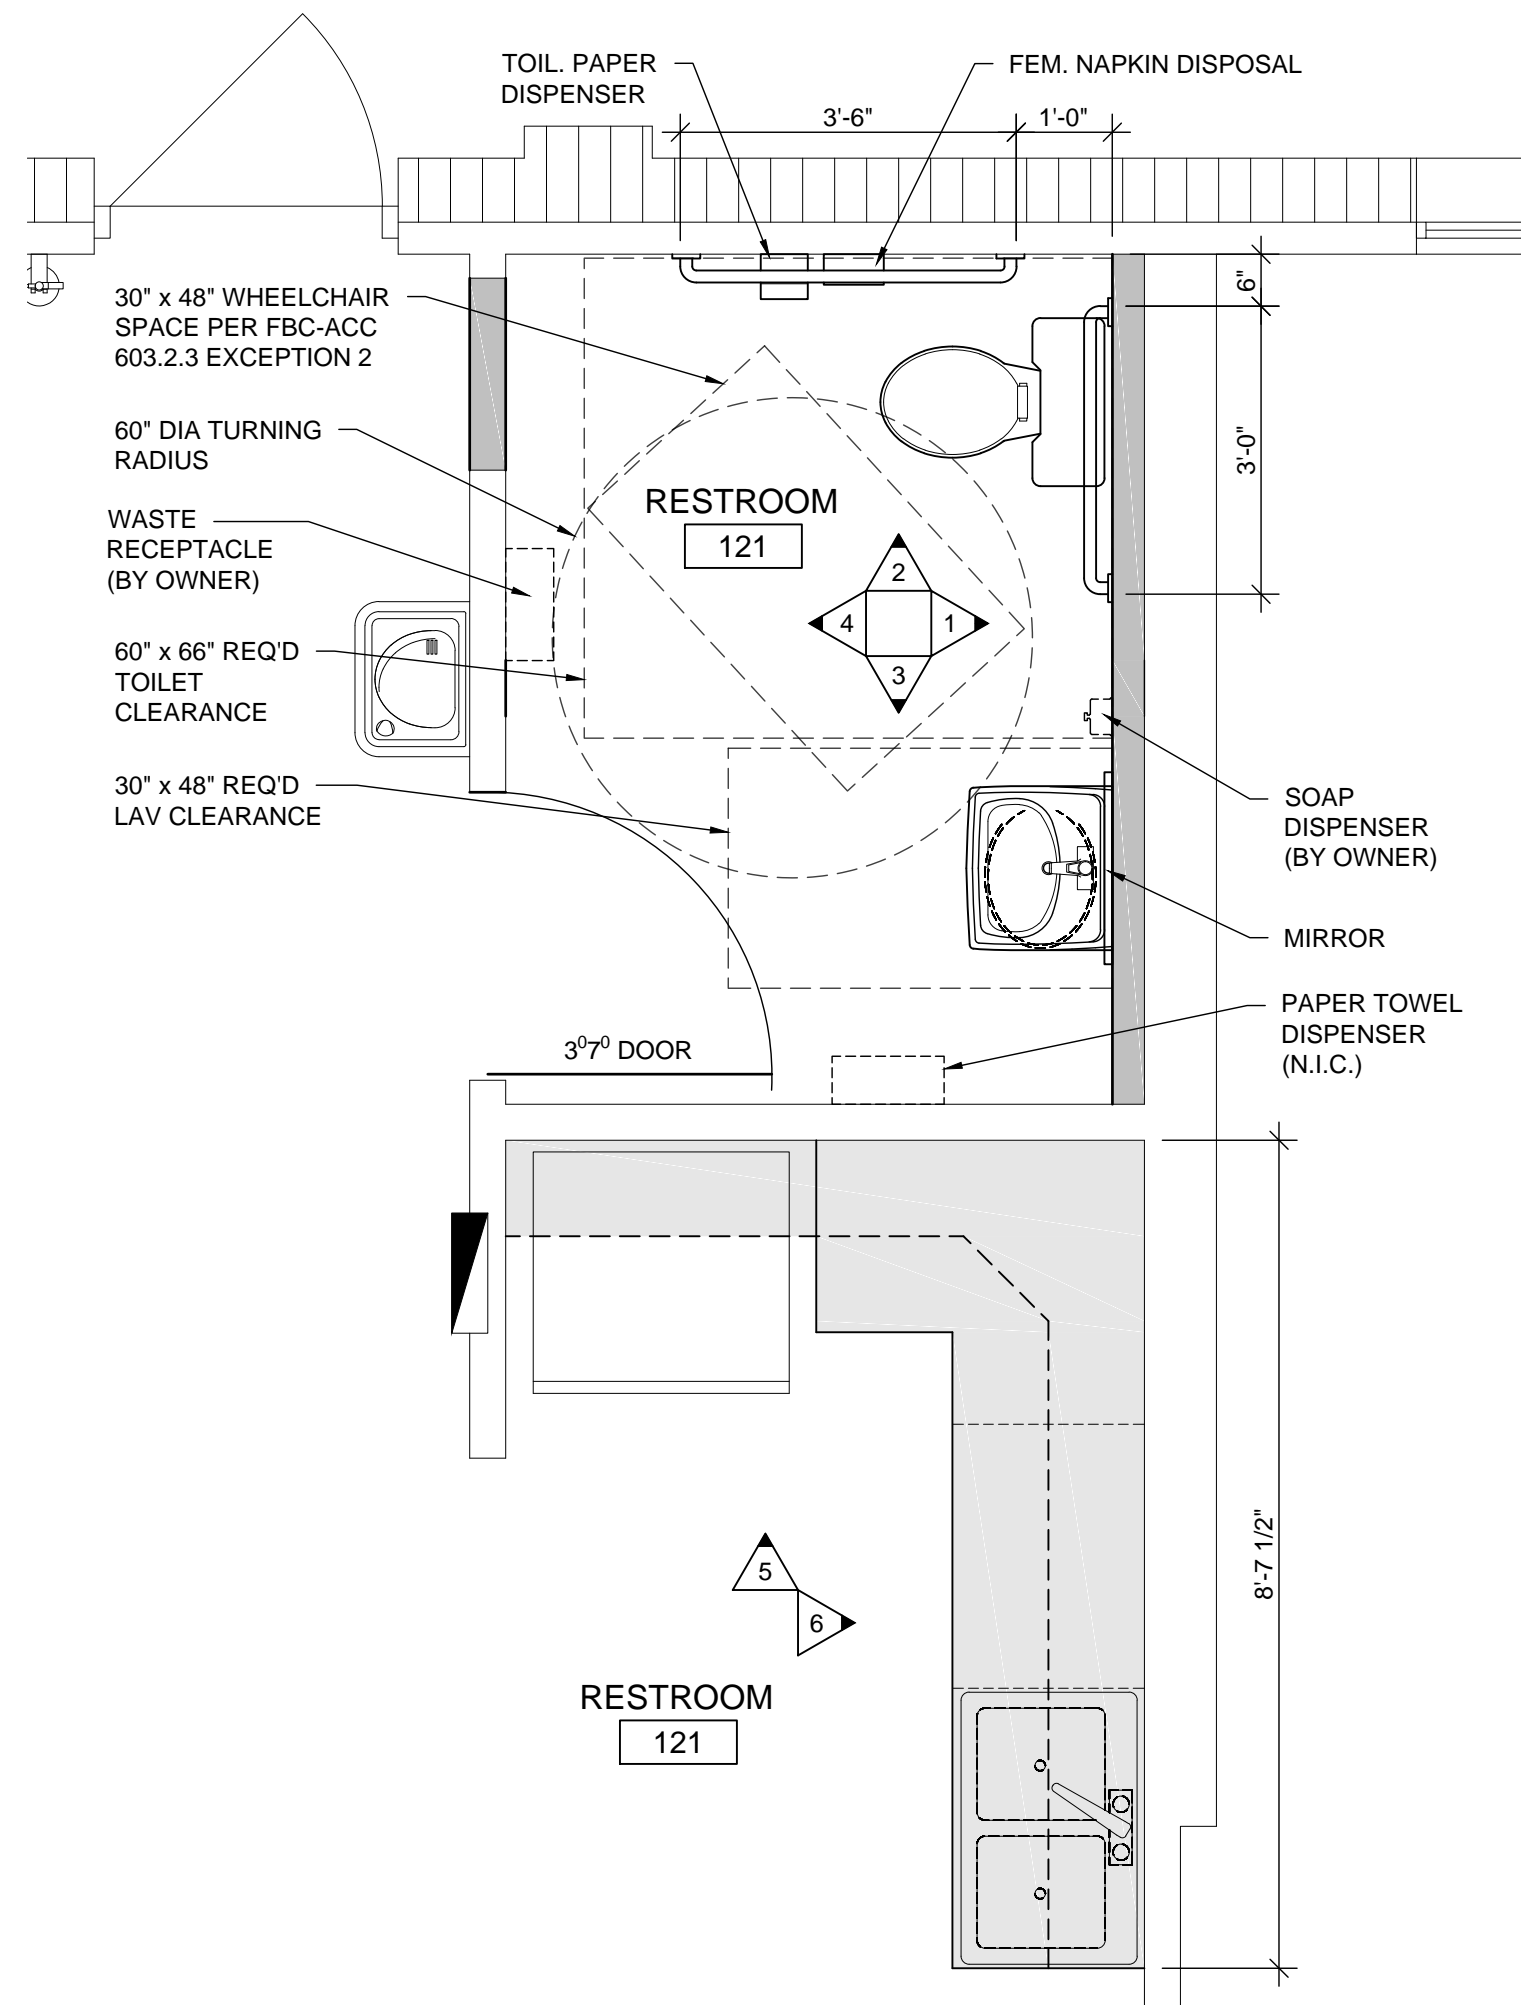 TOIL. PAPER
DISPENSER
FEM. NAPKIN DISPOSAL
3'-6"
1'-0"
30" x 48" WHEELCHAIR
SPACE PER FBC-ACC
603.2.3 EXCEPTION 2
6"
60" DIA TURNING
RADIUS
3'-0"
RESTROOM
121
WASTE
RECEPTACLE
(BY OWNER)
2
4
1
3
60" x 66" REQ'D
TOILET
CLEARANCE
30" x 48" REQ'D
LAV CLEARANCE
SOAP
DISPENSER
(BY OWNER)
MIRROR
PAPER TOWEL
DISPENSER
(N.I.C.)
3⁰7⁰ DOOR
8'-7 1/2"
5
6
RESTROOM
121